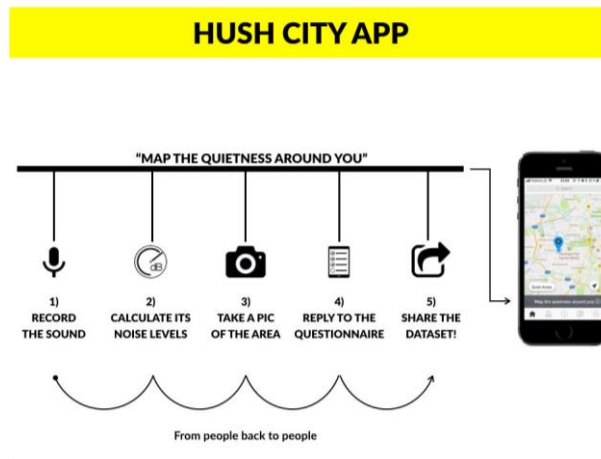 HUSH CITY APP
“MAP THE QUIETNESS AROUND YOU”
dB
1)
RECORD
THE SOUND
2)
CALCULATE ITS
NOISE LEVELS
3)
TAKE A PIC
OF THE AREA
4)
REPLY TO THE
QUESTIONNAIRE
5)
SHARE THE
DATASET!
Map the quietness around you
From people back to people